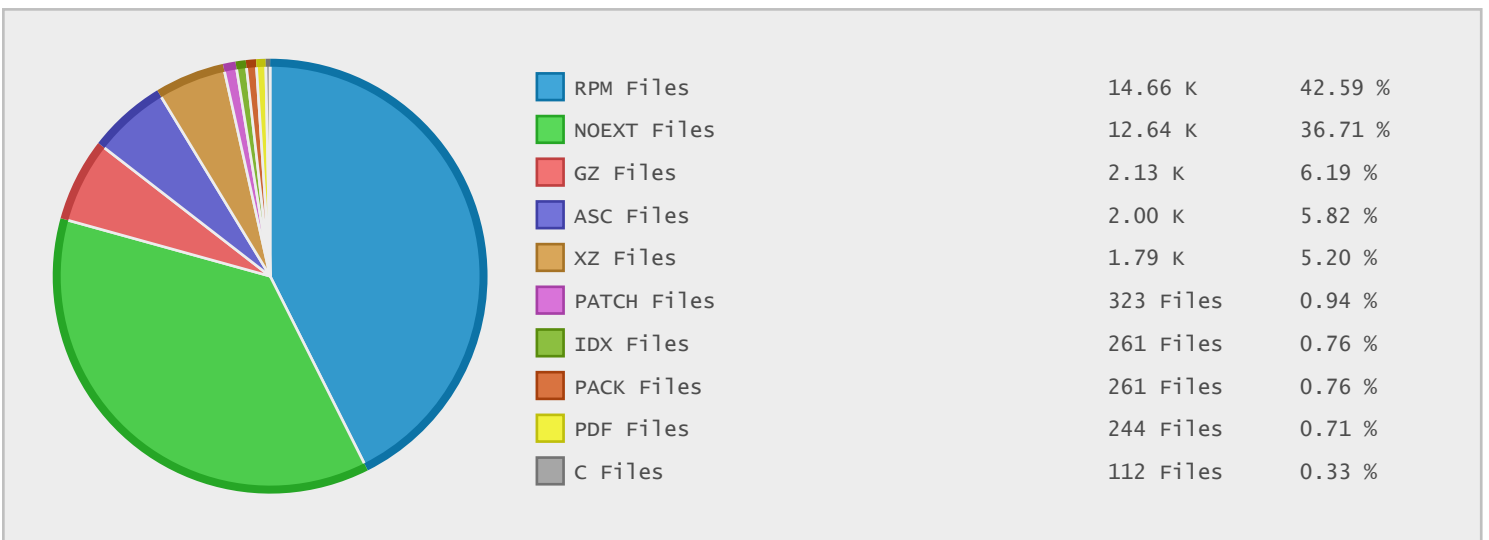 RPM Files 14.66 K 42.59 %
NOEXT Files 12.64 K 36.71 %
GZ Files 2.13 K 6.19 %
ASC Files 2.00 K 5.82 %
XZ Files 1.79 K 5.20 %
PATCH Files 323 Files 0.94 %
IDX Files 261 Files 0.76 %
PACK Files 261 Files 0.76 %
PDF Files 244 Files 0.71 %
C Files 112 Files 0.33 %